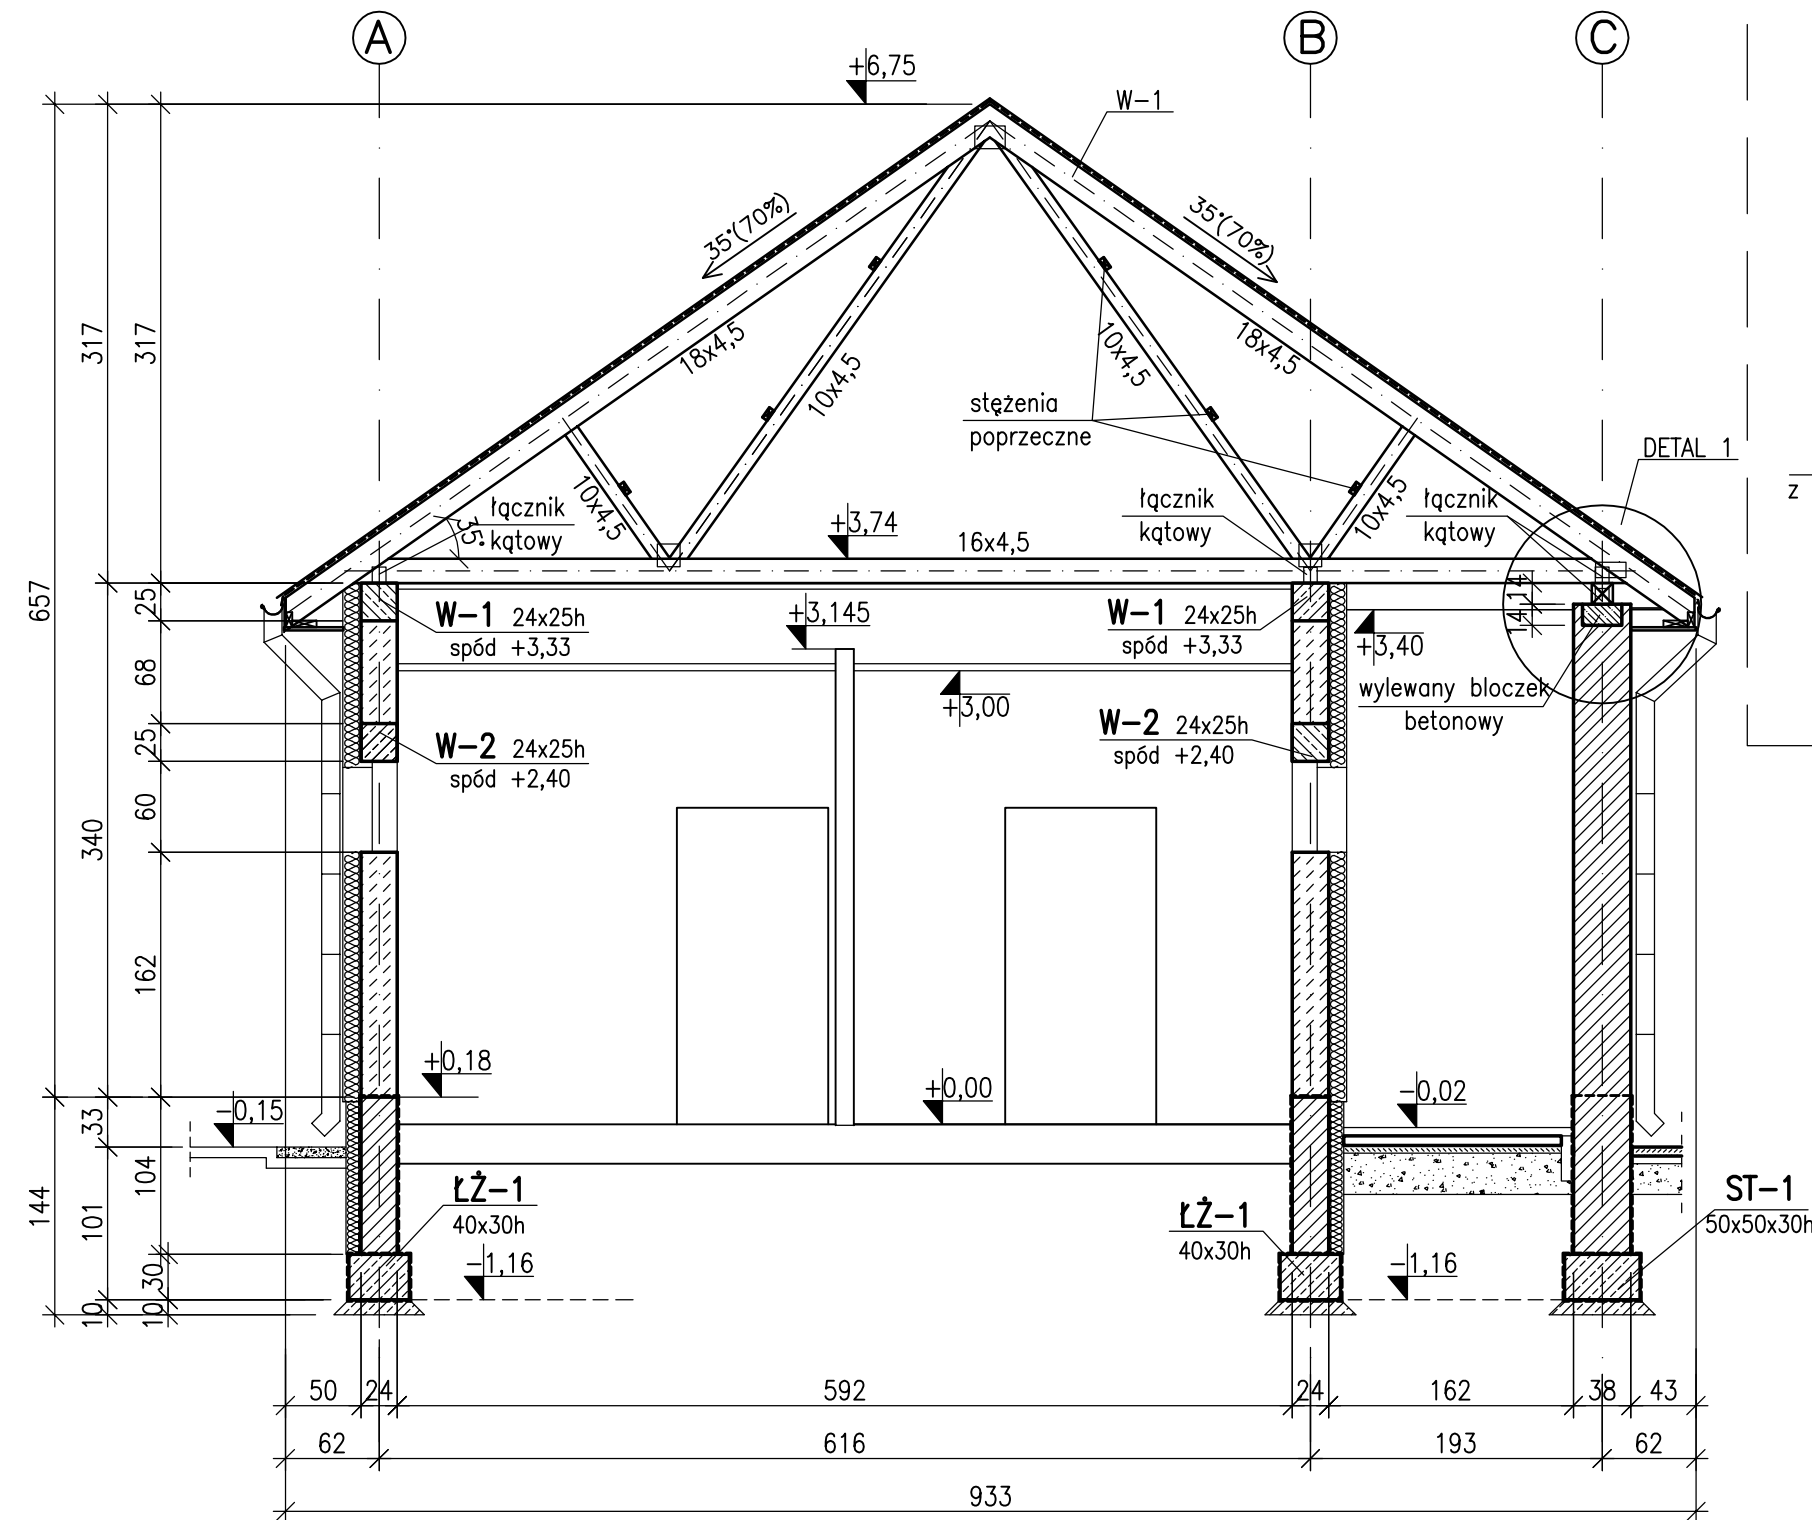 A
B
C
+6,75
W-1
35°(70%)
35°(70%)
317
317
18x4,5
10x4,5
10x4,5
18x4,5
stężenia
poprzeczne
DETAL 1
z
35°
łącznik
kątowy
10x4,5
+3,74
16x4,5
łącznik
kątowy
10x4,5
łącznik
kątowy
657
25
W-1 24x25h
spód +3,33
+3,145
W-1 24x25h
spód +3,33
+3,40
14
14
68
+3,00
wylewany bloczek
betonowy
25
W-2 24x25h
spód +2,40
W-2 24x25h
spód +2,40
60
340
162
+0,18
+0,00
-0,02
-0,15
33
104
144
101
ŁŻ-1
40x30h
ŁŻ-1
40x30h
ST-1
50x50x30h
-1,16
-1,16
30
10
10
50
24
592
24
162
38
43
62
616
193
62
933